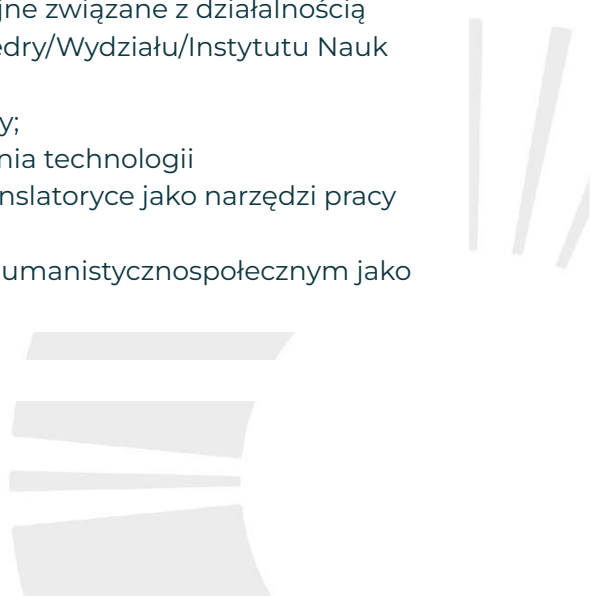 jne związane z działalnością
edry/Wydziału/Instytutu Nauk
y;
nia technologii
nslatoryce jako narzędzi pracy
umanistycznospołecznym jako